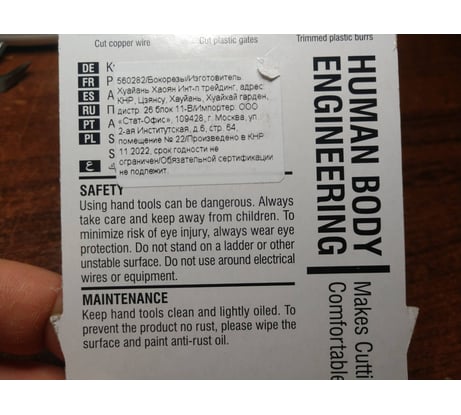 Cut copper wire
Cut plastic gates
Trimmed plastic burrs
DE K
FR P
ES A
RU П
PT A
PL S
S
S
560282/Бокорезы/Изготовитель
Хуайань Хаоян Инт-л трейдинг, адрес
КНР, Цзянсу, Хауйань, Хуайхай гарден,
дистр 26 блок 11-В/Импортер: ООО
«Стат-Офис», 109428, г. Москва, ул
2-ая Институтская, д.6, стр. 64,
помещение № 22/Произведено в КНР
11 2022, срок годности не
ограничен/Обязательной сертификации
не подлежит.
SAFETY
Using hand tools can be dangerous. Always
take care and keep away from children. To
minimize risk of eye injury, always wear eye
protection. Do not stand on a ladder or other
unstable surface. Do not use around electrical
wires or equipment.
MAINTENANCE
Keep hand tools clean and lightly oiled. To
prevent the product no rust, please wipe the
surface and paint anti-rust oil.
HUMAN BODY
ENGINEERING
Makes Cutti
Comfortable